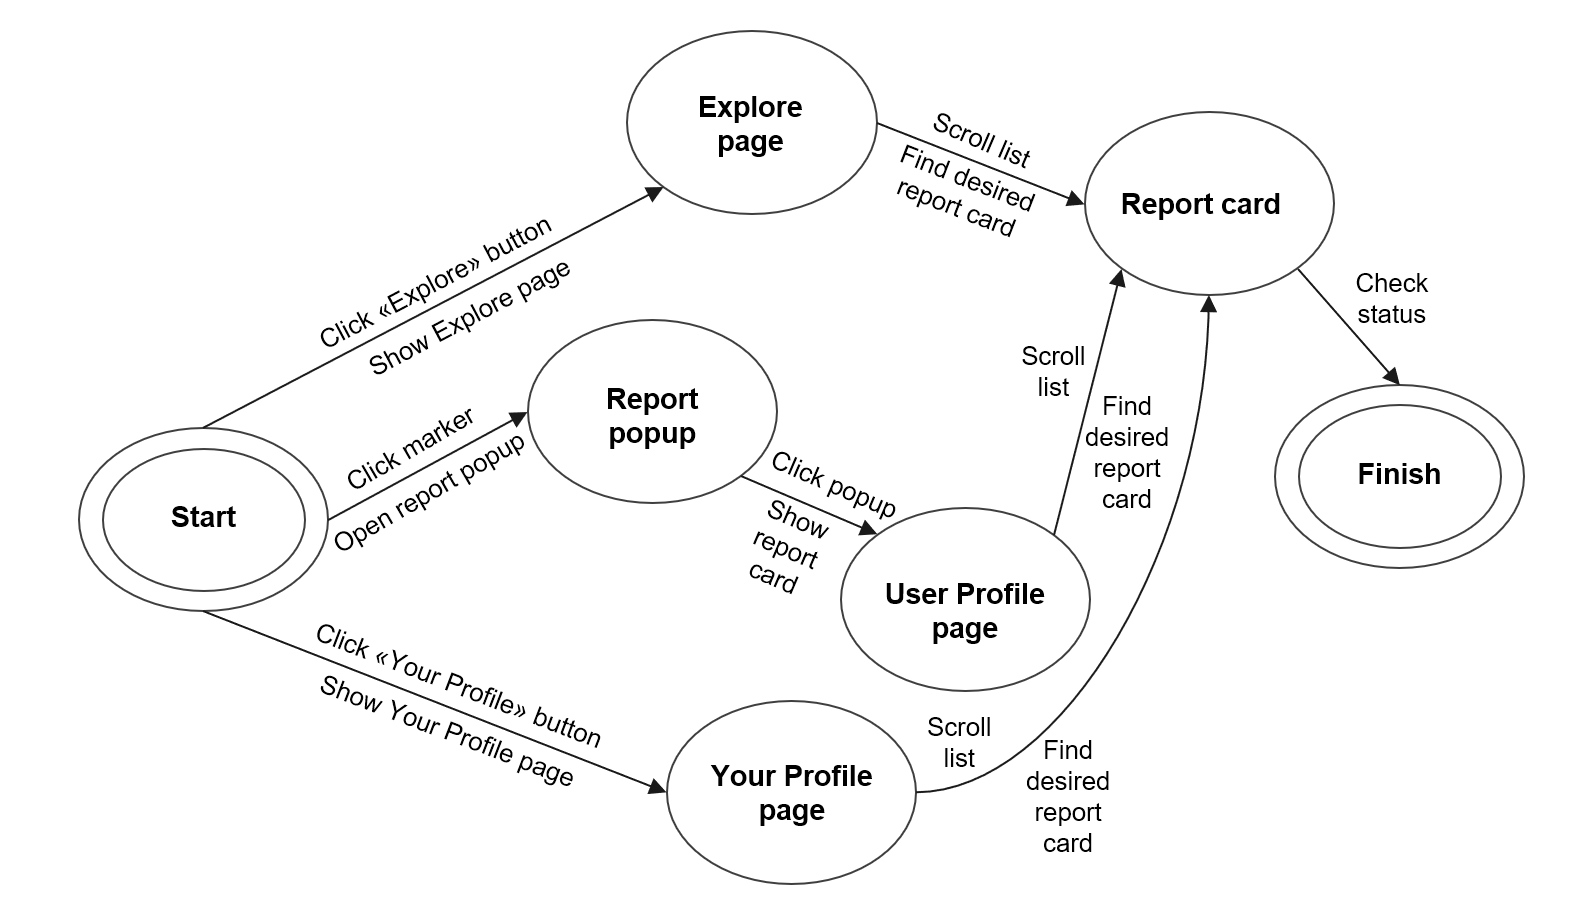 Explore
page
Scroll list
Find desired
report card
Report card
Click «Explore» button
Show Explore page
Check
status
Report
popup
Click marker
Open report popup
Scroll
list
Find
desired
report
card
Start
Click popup
Show
report
card
Finish
User Profile
page
Click «Your Profile» button
Show Your Profile page
Your Profile
page
Scroll
list
Find
desired
report
card